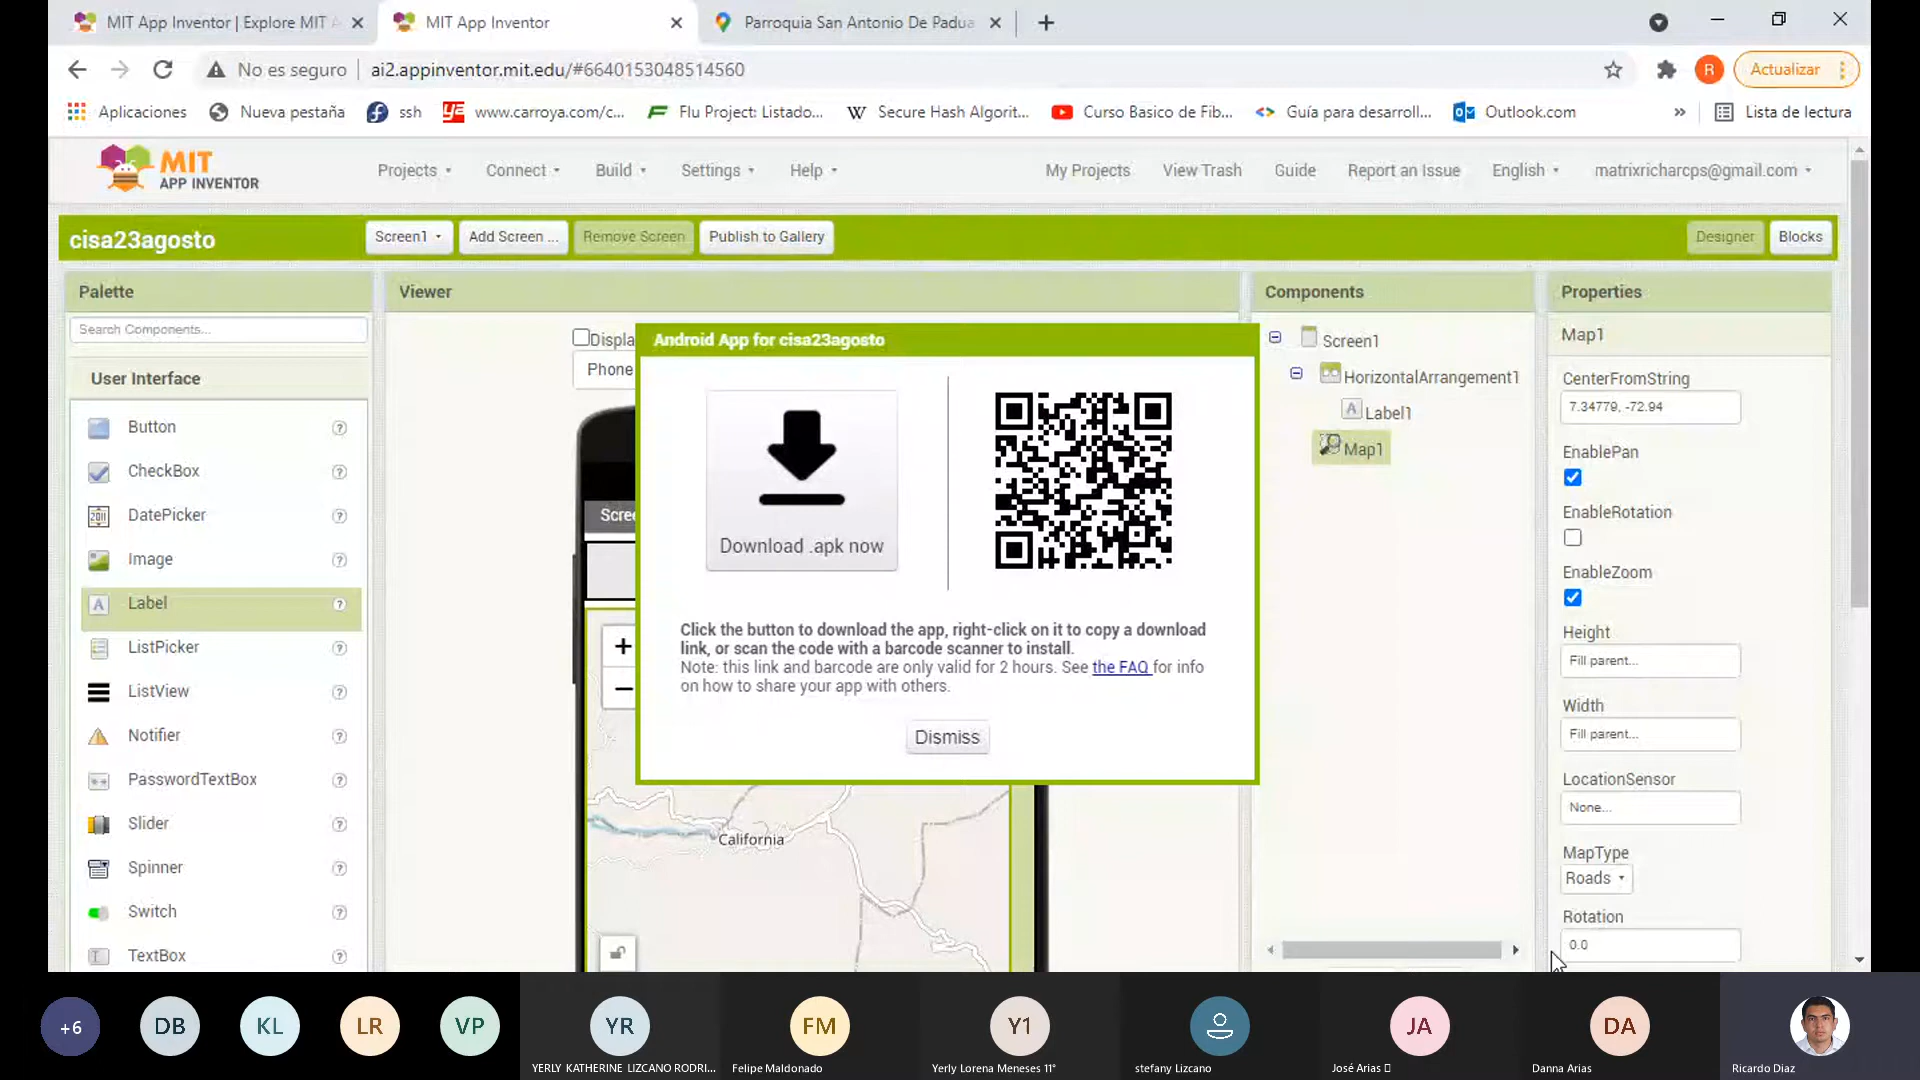 MIT App Inventor | Explore MIT A
MIT App Inventor
Parroquia San Antonio De Padua
No es seguro
ai2.appinventor.mit.edu/#6640153048514560
R
Actualizar
Aplicaciones
Nueva pestaña
ssh
www.carroya.com/c...
Flu Project: Listado...
W
Secure Hash Algorit...
Curso Basico de Fib...
Guía para desarroll...
Outlook.com
»
Lista de lectura
MIT
APP INVENTOR
Projects
Connect
Build
Settings
Help
My Projects
View Trash
Guide
Report an Issue
English
matrixricharcps@gmail.com
cisa23agosto
Screen1
Add Screen ...
Remove Screen
Publish to Gallery
Designer
Blocks
Palette
Search Components...
User Interface
Button
CheckBox
DatePicker
Image
Label
ListPicker
ListView
Notifier
PasswordTextBox
Slider
Spinner
Switch
TextBox
Viewer
Displa
Phone
Scree
+
−
California
Android App for cisa23agosto
Download .apk now
Click the button to download the app, right-click on it to copy a download
link, or scan the code with a barcode scanner to install.
Note: this link and barcode are only valid for 2 hours. See the FAQ for info
on how to share your app with others.
Dismiss
Components
Screen1
HorizontalArrangement1
A Label1
Map1
Properties
Map1
CenterFromString
7.34779, -72.94
EnablePan
EnableRotation
EnableZoom
Height
Fill parent...
Width
Fill parent...
LocationSensor
None...
MapType
Roads
Rotation
0.0
+6
DB
KL
LR
VP
YR
YERLY KATHERINE LIZCANO RODRI...
FM
Felipe Maldonado
Y1
Yerly Lorena Meneses 11°
stefany Lizcano
JA
José Arias
DA
Danna Arias
Ricardo Diaz